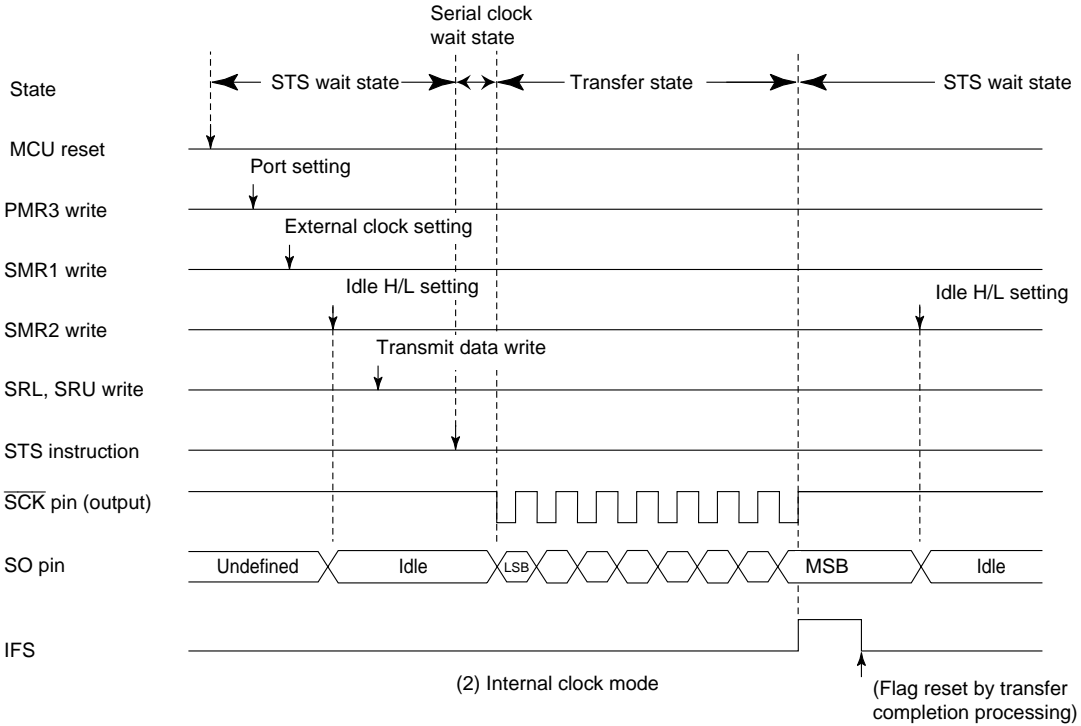 Serial clock
wait state
State
STS wait state
Transfer state
STS wait state
MCU reset
Port setting
PMR3 write
External clock setting
SMR1 write
Idle H/L setting
Idle H/L setting
SMR2 write
Transmit data write
SRL, SRU write
STS instruction
SCK pin (output)
SO pin
Undefined
Idle
LSB
MSB
Idle
IFS
(2) Internal clock mode
(Flag reset by transfer
completion processing)